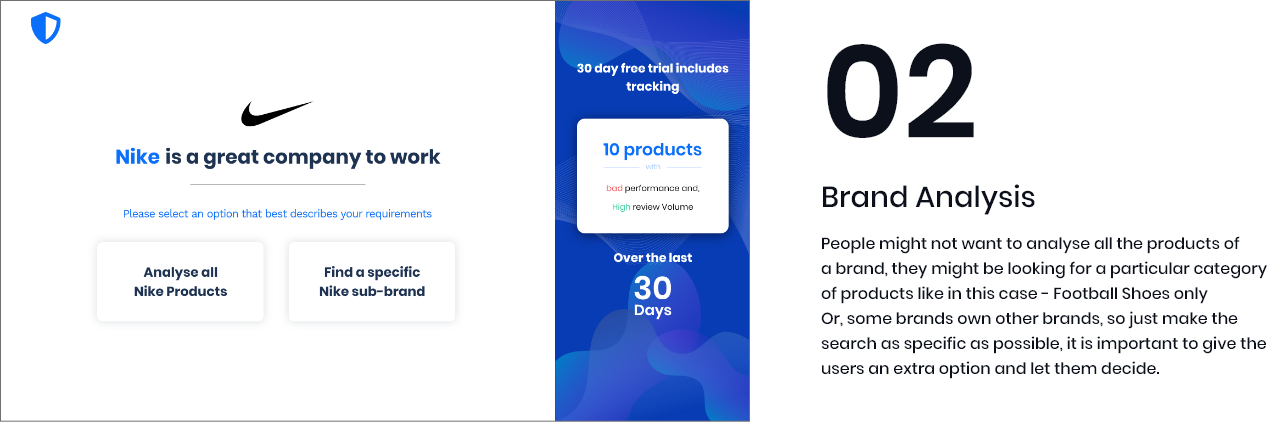 Nike is a great company to work
Please select an option that best describes your requirements
Analyse all
Nike Products
Find a specific
Nike sub-brand
30 day free trial includes
tracking
10 products
with
bad performance and,
High review Volume
Over the last
30
Days
02
Brand Analysis
People might not want to analyse all the products of
a brand, they might be looking for a particular category
of products like in this case - Football Shoes only
Or, some brands own other brands, so just make the
search as specific as possible, it is important to give the
users an extra option and let them decide.